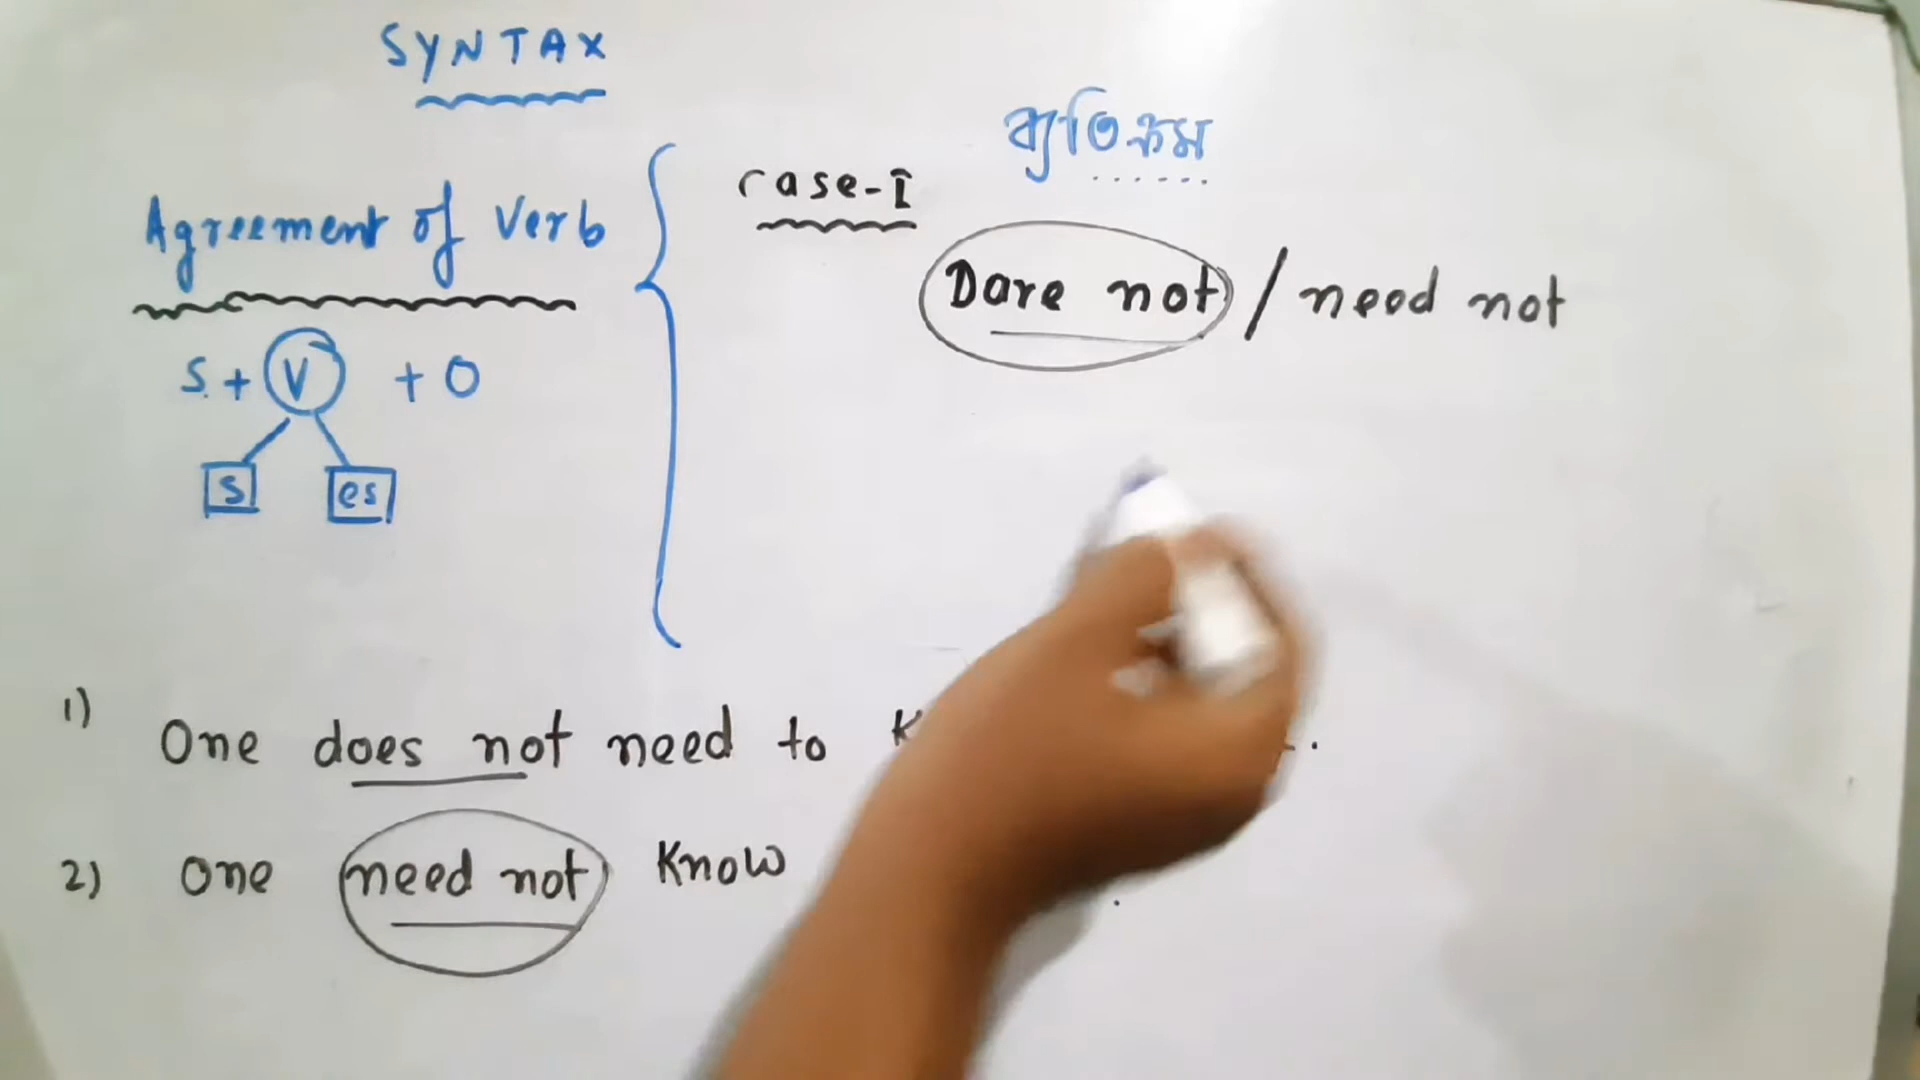 SYNTAX
ব্যতিক্রম
Agreement of Verb
case-I
Dare not / need not
S + V + O
s es
1) One does not need to
2) One need not Know